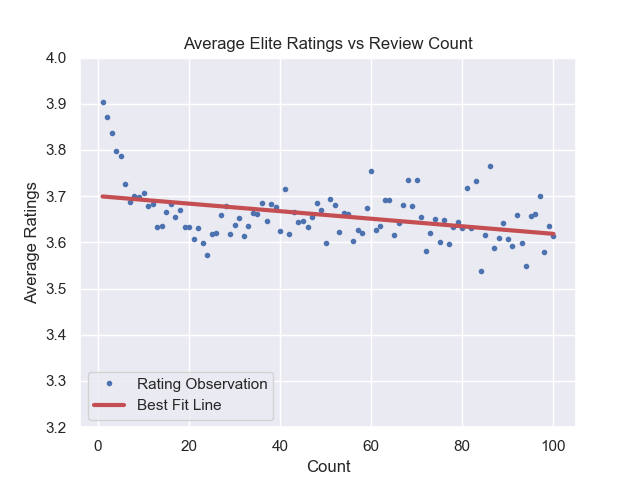 Average Elite Ratings vs Review Count
4.0
3.9
3.8
3.7
3.6
3.5
3.4
3.3
3.2
Average Ratings
Rating Observation
Best Fit Line
0 20 40 60 80 100
Count